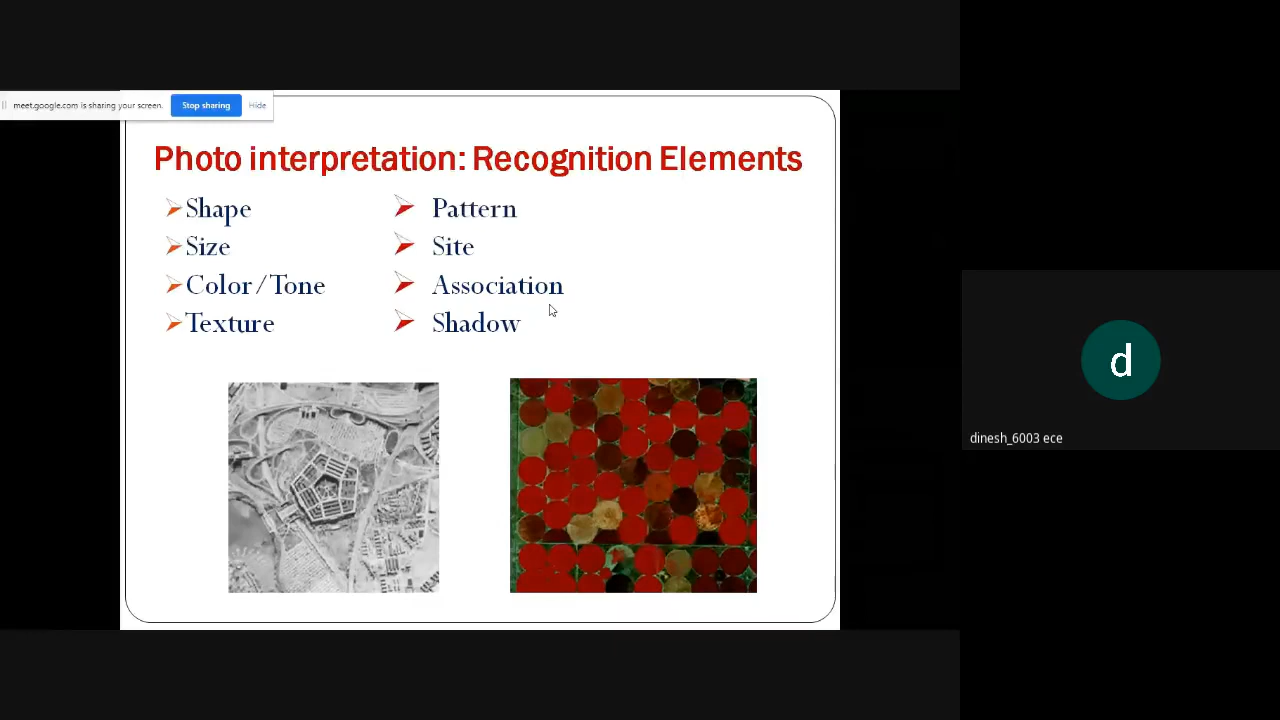 meet.google.com is sharing your screen.
Stop sharing
Hide
Photo interpretation: Recognition Elements
Shape
Size
Color/Tone
Texture
Pattern
Site
Association
Shadow
d
dinesh_6003 ece